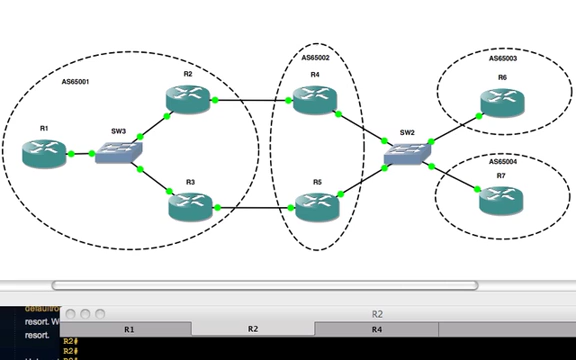 AS65001
AS65002
AS65003
R2
R4
R6
R1
SW3
SW2
AS65004
R3
R5
R7
R2
R1
R2
R4
resort. W
resort.
R2#
R2#
R2#